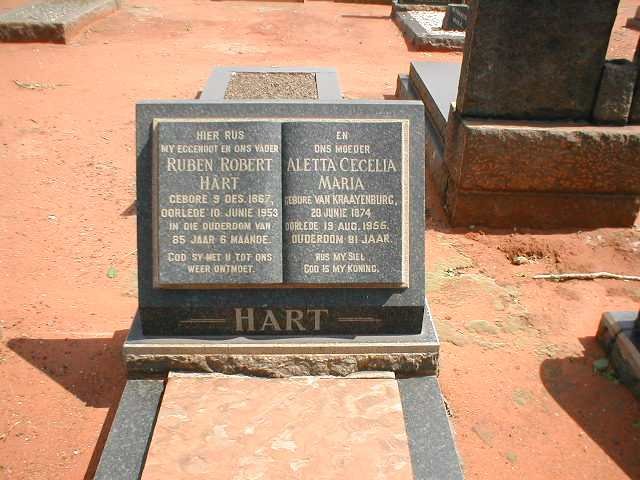 HIER RUS
MY EGGENOOT EN ONS VADER
RUBEN ROBERT
HART
GEBORE 9 DES. 1867,
OORLEDE 10 JUNIE 1953
IN DIE OUDERDOM VAN
85 JAAR 6 MAANDE.
GOD SY MET U TOT ONS
WEER ONTMOET.
EN
ONS MOEDER
ALETTA CECELIA
MARIA
GEBORE VAN KRAAYENBURG,
20 JUNIE 1874
OORLEDE 19 AUG. 1955.
OUDERDOM 81 JAAR.
RUS MY SIEL
GOD IS MY KONING.
HART